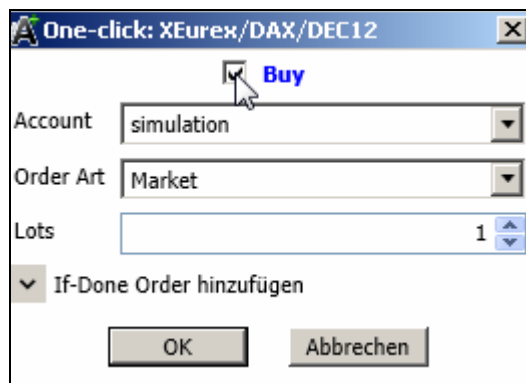 One-click: XEurex/DAX/DEC12
Buy
Account simulation
Order Art Market
Lots 1
If-Done Order hinzufügen
OK Abbrechen